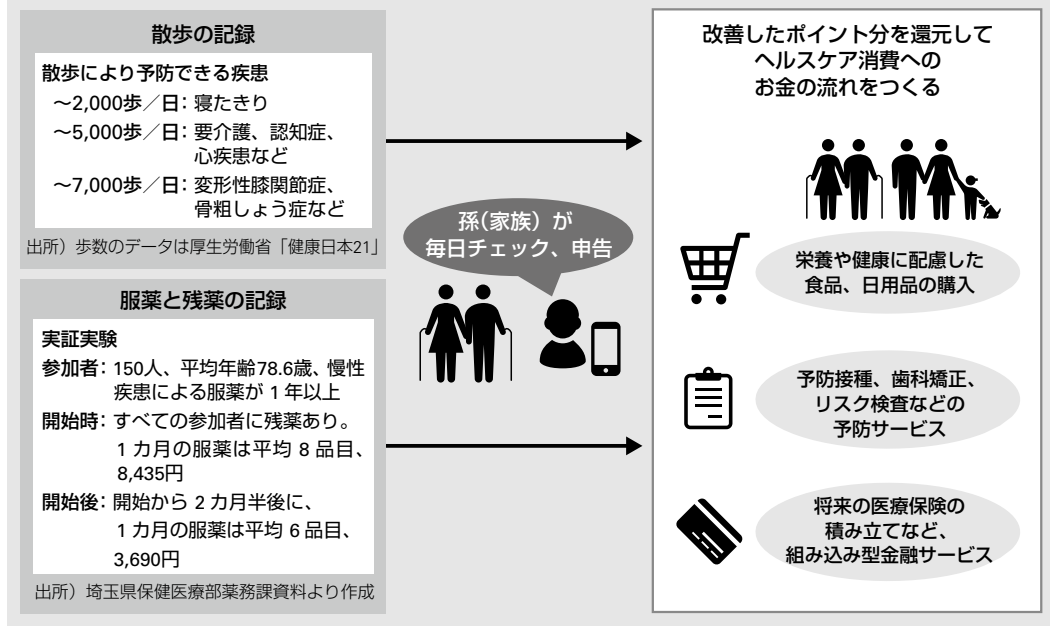 散歩の記録
散歩により予防できる疾患
～2,000歩／日：寝たきり
～5,000歩／日：要介護、認知症、
心疾患など
～7,000歩／日：変形性膝関節症、
骨粗しょう症など
出所）歩数のデータは厚生労働省「健康日本21」
服薬と残薬の記録
実証実験
参加者：150人、平均年齢78.6歳、慢性
疾患による服薬が 1 年以上
開始時：すべての参加者に残薬あり。
1 カ月の服薬は平均 8 品目、
8,435円
開始後：開始から 2 カ月半後に、
1 カ月の服薬は平均 6 品目、
3,690円
出所）埼玉県保健医療部薬務課資料より作成
孫（家族）が
毎日チェック、申告
改善したポイント分を還元して
ヘルスケア消費への
お金の流れをつくる
栄養や健康に配慮した
食品、日用品の購入
予防接種、歯科矯正、
リスク検査などの
予防サービス
将来の医療保険の
積み立てなど、
組み込み型金融サービス